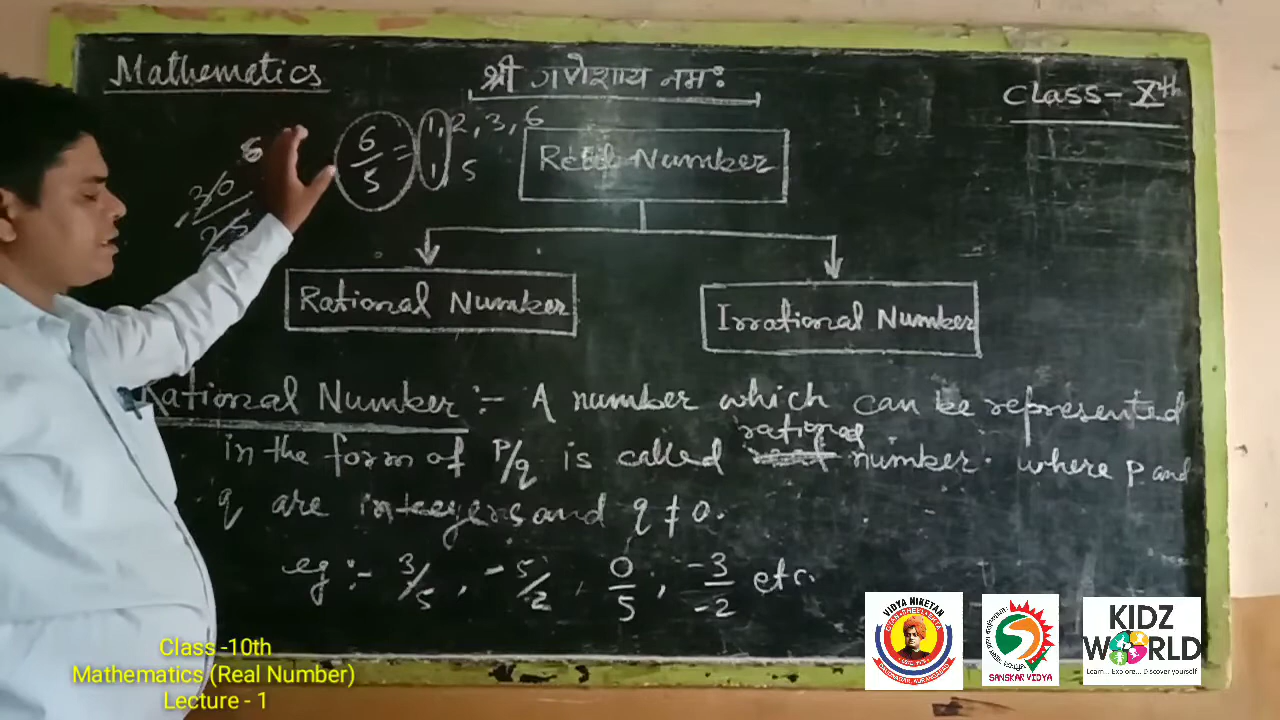 Mathematics
श्री गणेशाय नमः
Class - Xth
6
30
25
6/5 = 1, 2, 3, 6
1, 5
Real Number
Rational Number
Irrational Number
Rational Number :- A number which can be represented
in the form of P/q is called rational number. where P and
q are integers and q ≠ 0.
eg :- 3/5, -5/2, 0/5, -3/-2 etc.
Class -10th
Mathematics (Real Number)
Lecture - 1
VIDYA NIKETAN
SANSKAR VIDYA
KIDZ
WORLD
Learn... Explore... Discover yourself